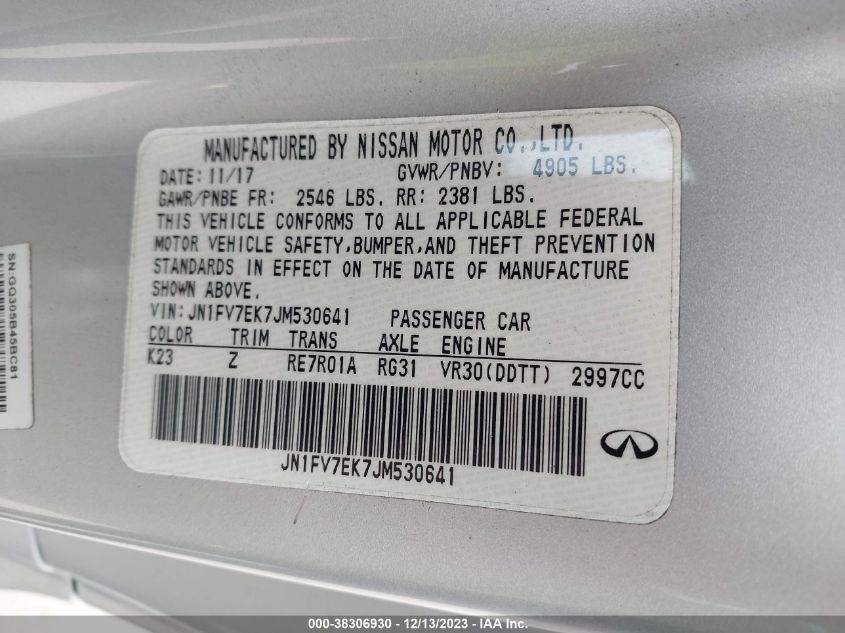 MANUFACTURED BY NISSAN MOTOR CO.,LTD.
DATE: 11/17 GVWR/PNBV: 4905 LBS.
GAWR/PNBE FR: 2546 LBS. RR: 2381 LBS.
THIS VEHICLE CONFORMS TO ALL APPLICABLE FEDERAL
MOTOR VEHICLE SAFETY,BUMPER,AND THEFT PREVENTION
STANDARDS IN EFFECT ON THE DATE OF MANUFACTURE
SHOWN ABOVE.
VIN: JN1FV7EK7JM530641 PASSENGER CAR
COLOR TRIM TRANS AXLE ENGINE
K23 Z RE7R01A RG31 VR30(DDTT) 2997CC
JN1FV7EK7JM530641
SN:GQ305B45BC81
000-38306930 - 12/13/2023 - IAA Inc.